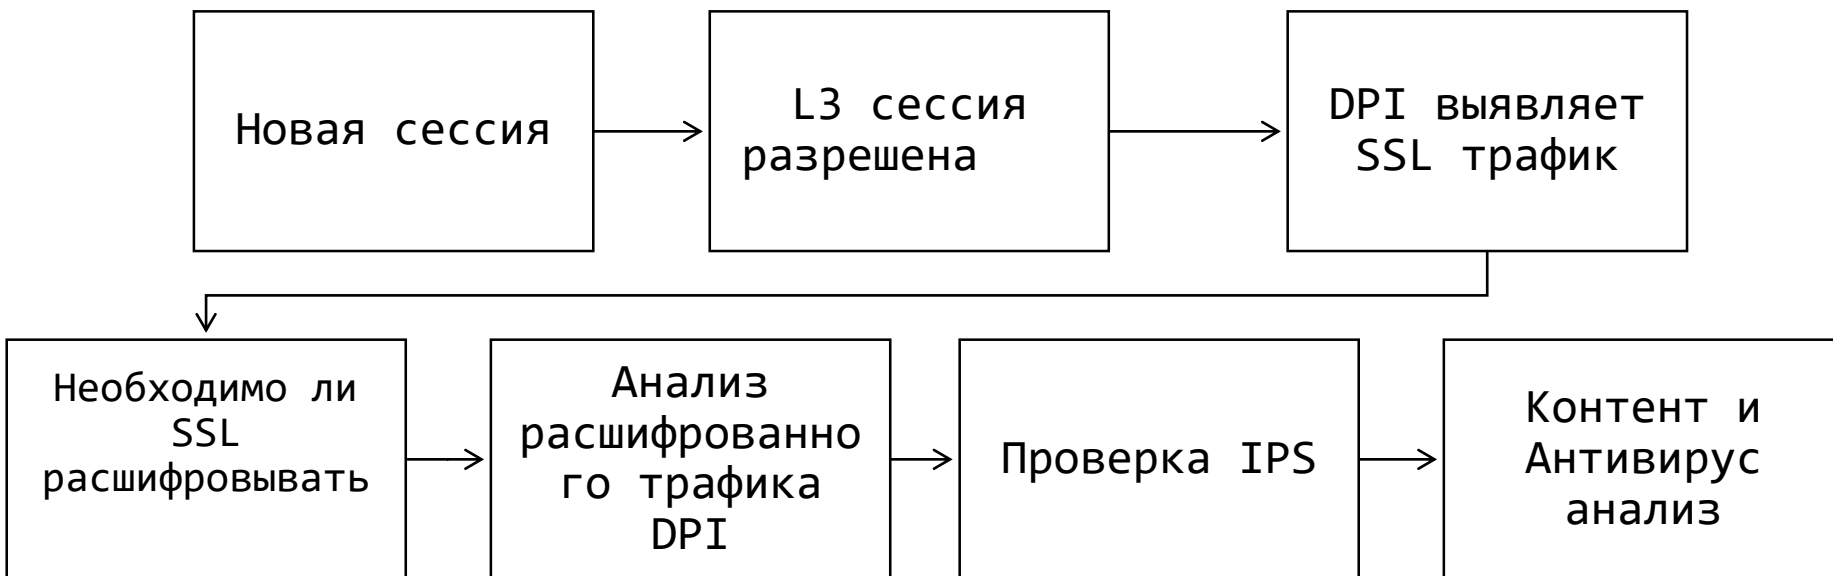 Новая сессия
L3 сессия
разрешена
DPI выявляет
SSL трафик
Необходимо ли
SSL
расшифровывать
Анализ
расшифрованно
го трафика
DPI
Проверка IPS
Контент и
Антивирус
анализ